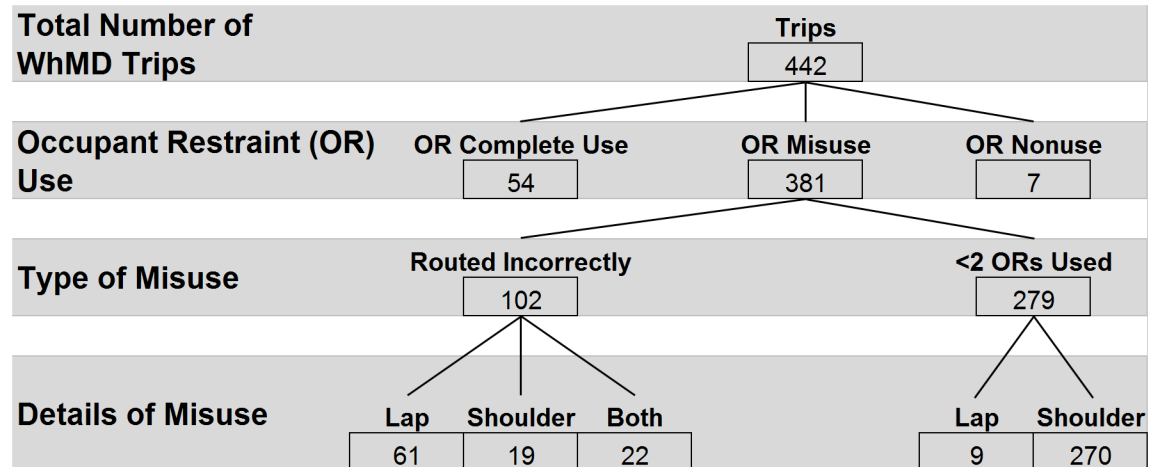 Total Number of
WhMD Trips
Trips
442
Occupant Restraint (OR)
Use
OR Complete Use
OR Misuse
OR Nonuse
54
381
7
Type of Misuse
Routed Incorrectly
<2 ORs Used
102
279
Details of Misuse
Lap
Shoulder
Both
Lap
Shoulder
61
19
22
9
270